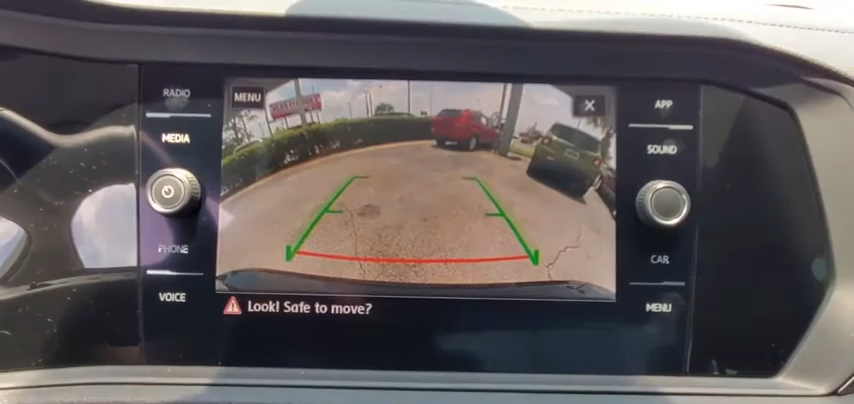 RADIO
MEDIA
PHONE
VOICE
MENU
X
Look! Safe to move?
APP
SOUND
CAR
MENU